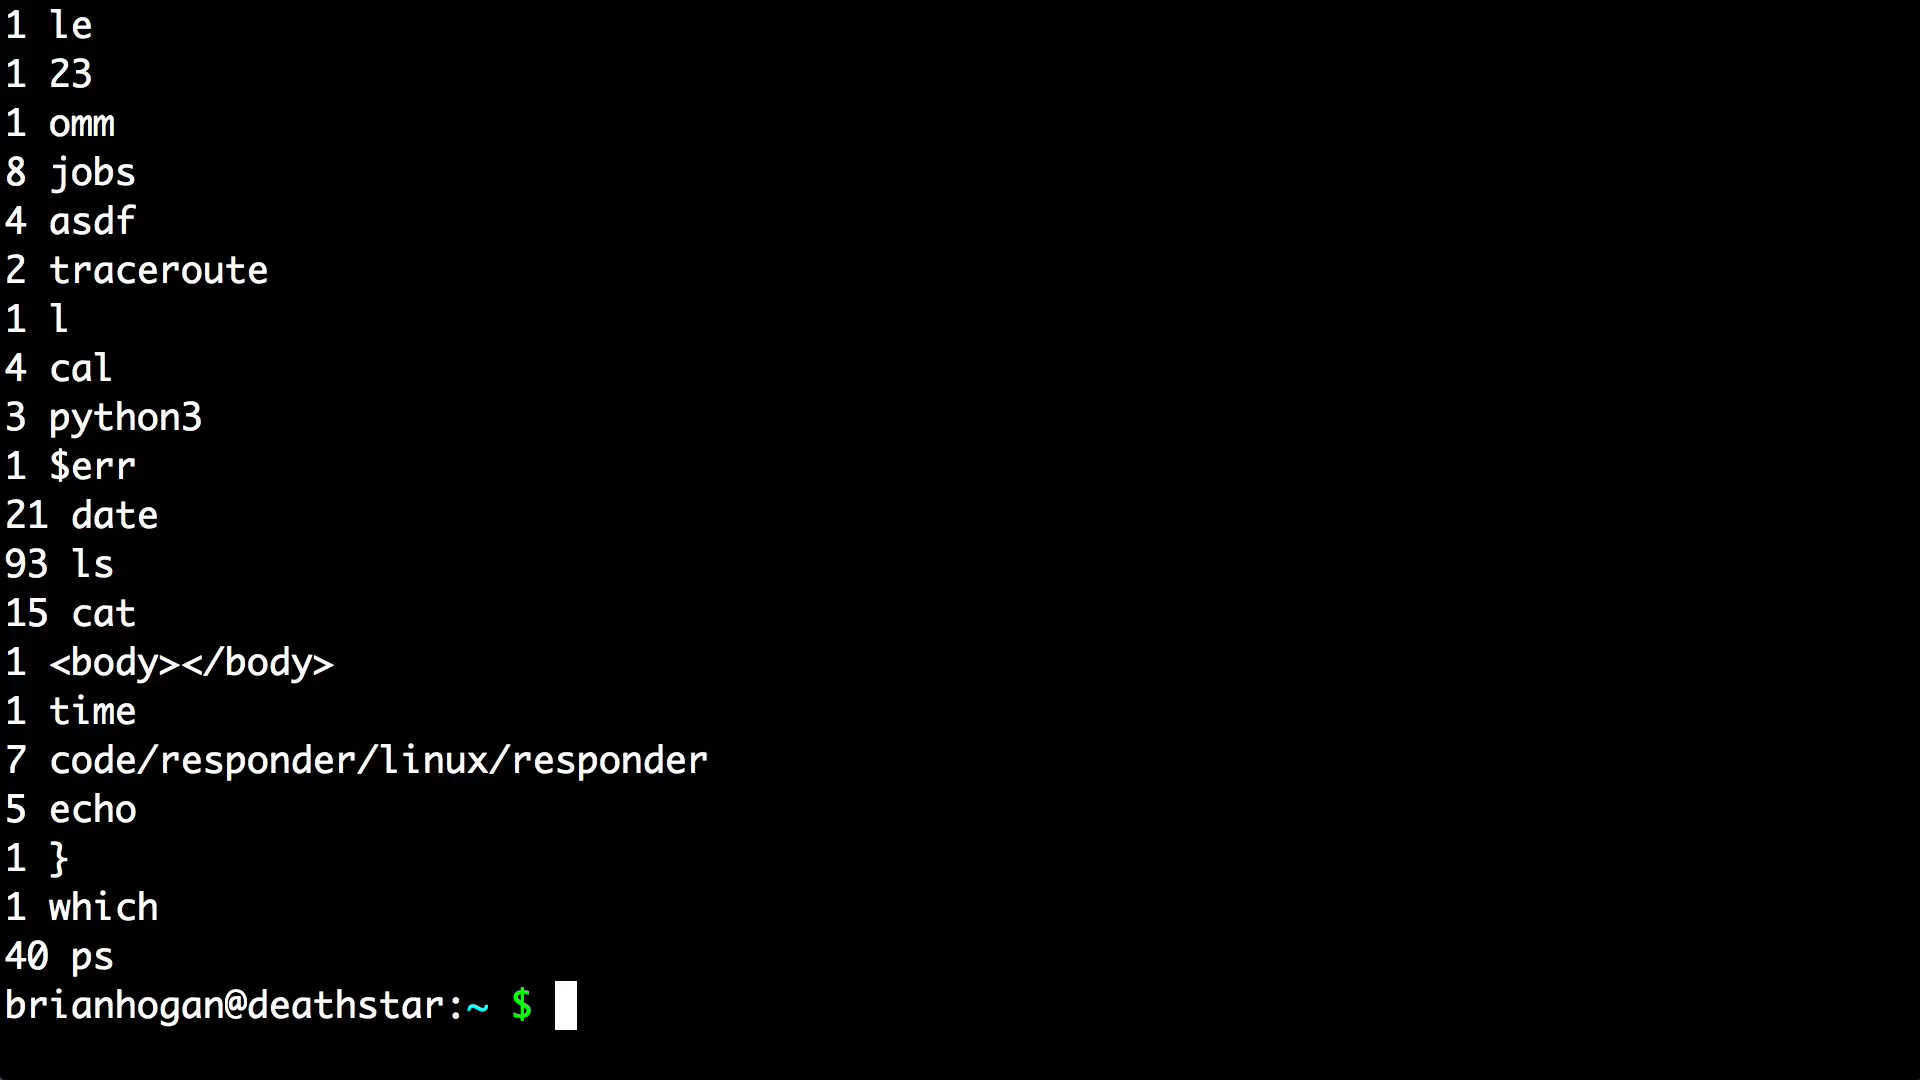 1 le
1 23
1 omm
8 jobs
4 asdf
2 traceroute
1 l
4 cal
3 python3
1 $err
21 date
93 ls
15 cat
1 <body></body>
1 time
7 code/responder/linux/responder
5 echo
1 }
1 which
40 ps
brianhogan@deathstar:~ $